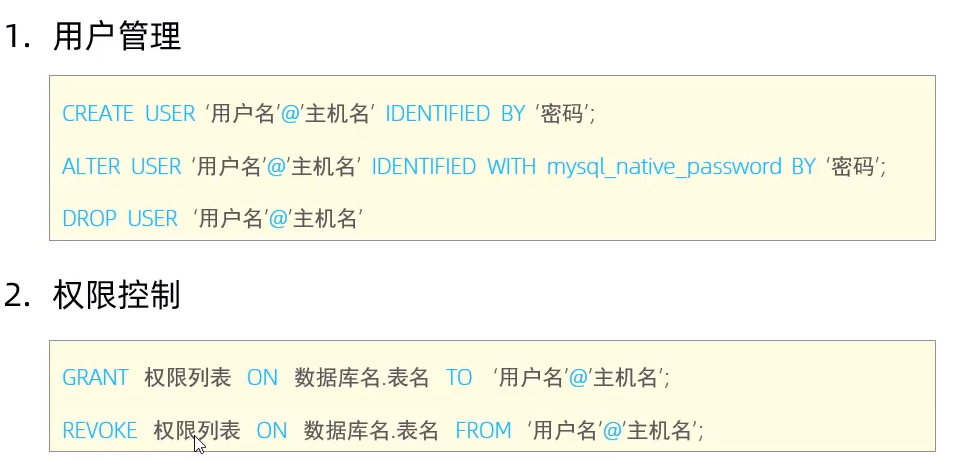 1. 用户管理
CREATE USER '用户名'@'主机名' IDENTIFIED BY '密码';
ALTER USER '用户名'@'主机名' IDENTIFIED WITH mysql_native_password BY '密码';
DROP USER '用户名'@'主机名'
2. 权限控制
GRANT 权限列表 ON 数据库名.表名 TO '用户名'@'主机名';
REVOKE 权限列表 ON 数据库名.表名 FROM '用户名'@'主机名';